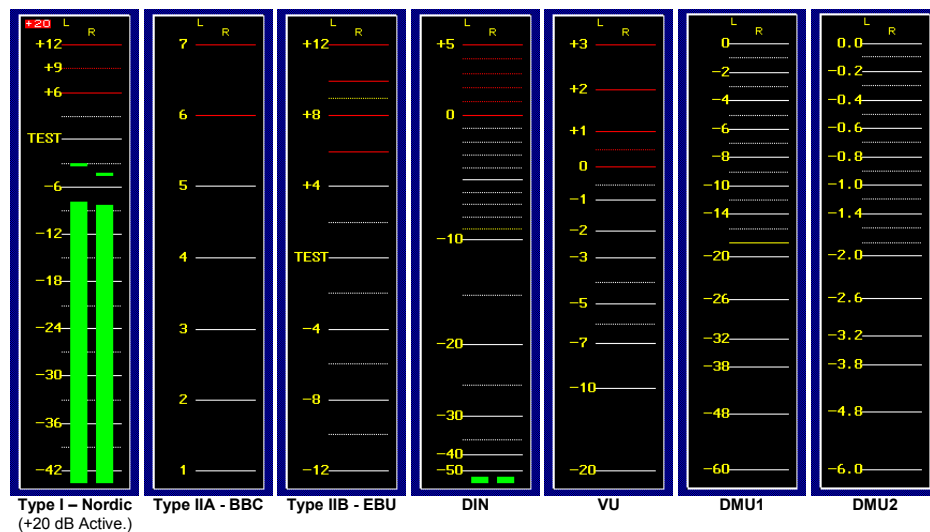 +20 L
R
+12
+9
+6
TEST
-6
-12
-18
-24
-30
-36
-42
Type I – Nordic
(+20 dB Active.)
L
R
7
6
5
4
3
2
1
Type IIA - BBC
L
R
+12
+8
+4
TEST
-4
-8
-12
Type IIB - EBU
L
R
+5
0
-10
-20
-30
-40
-50
DIN
L
R
+3
+2
+1
0
-1
-2
-3
-5
-7
-10
-20
VU
L
R
0
-2
-4
-6
-8
-10
-14
-20
-26
-32
-38
-48
-60
DMU1
L
R
0.0
-0.2
-0.4
-0.6
-0.8
-1.0
-1.4
-2.0
-2.6
-3.2
-3.8
-4.8
-6.0
DMU2